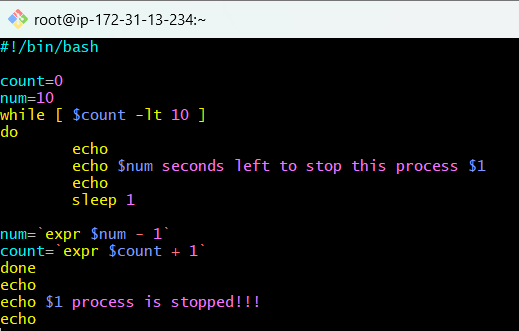 root@ip-172-31-13-234:~
#!/bin/bash
count=0
num=10
while [ $count -lt 10 ]
do
        echo
        echo $num seconds left to stop this process $1
        echo
        sleep 1
num=`expr $num - 1`
count=`expr $count + 1`
done
echo
echo $1 process is stopped!!!
echo